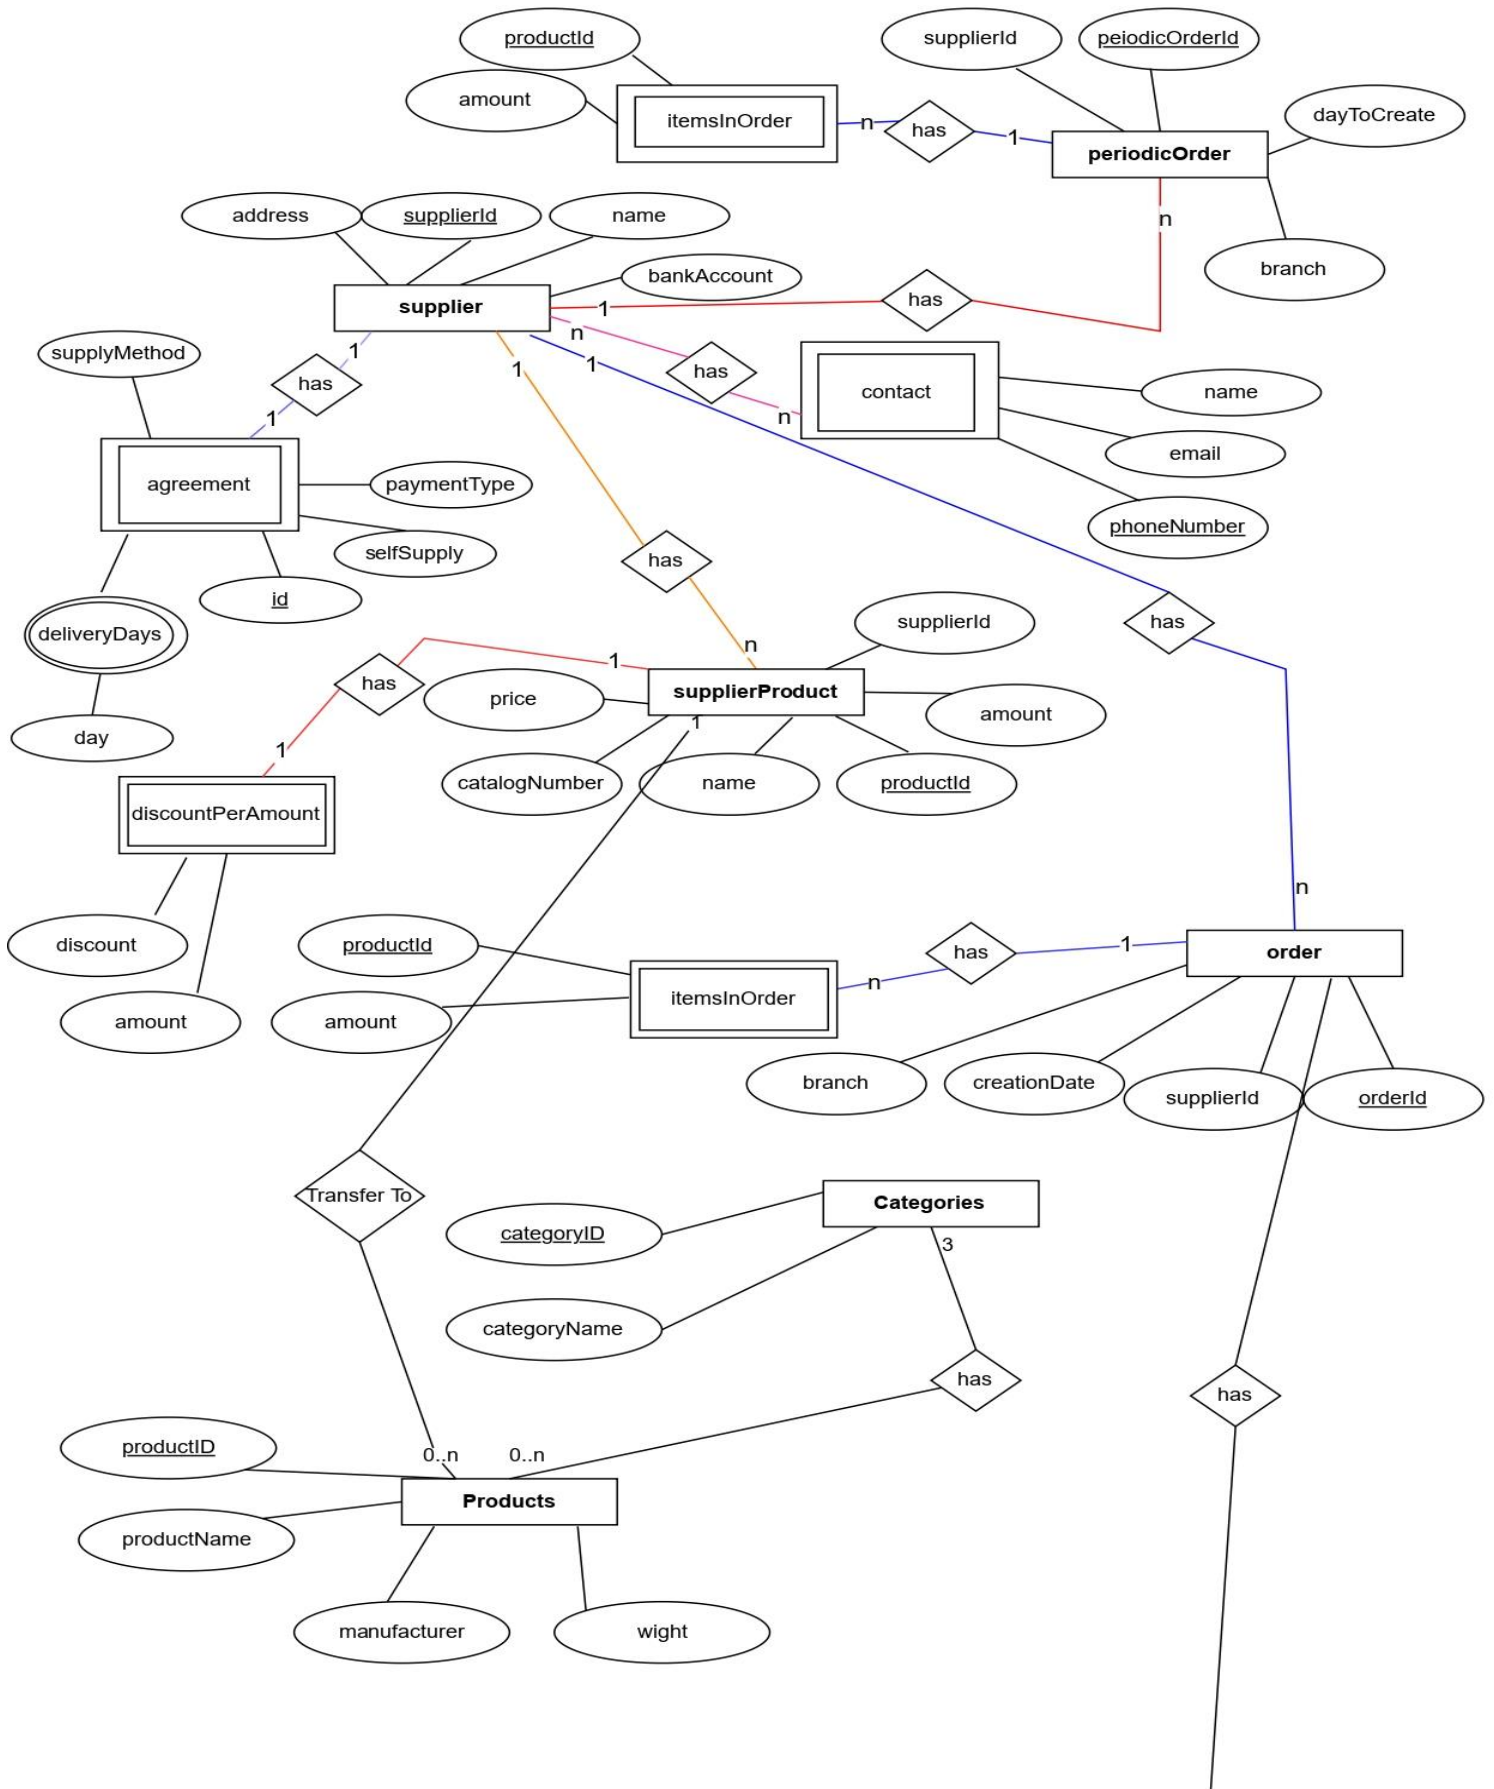 productId
supplierId
peiodicOrderId
amount
itemsInOrder
n
has
1
periodicOrder
dayToCreate
address
supplierId
name
n
bankAccount
branch
supplier
1
has
supplyMethod
1
has
1
n
has
n
1
1
contact
name
email
phoneNumber
agreement
paymentType
selfSupply
id
has
deliveryDays
day
has
n
supplierId
has
1
price
supplierProduct
amount
1
1
catalogNumber
name
productId
discountPerAmount
n
discount
amount
productId
amount
itemsInOrder
n
has
1
order
branch
creationDate
supplierId
orderId
Transfer To
Categories
3
categoryID
categoryName
has
has
productID
0..n
0..n
Products
productName
manufacturer
wight